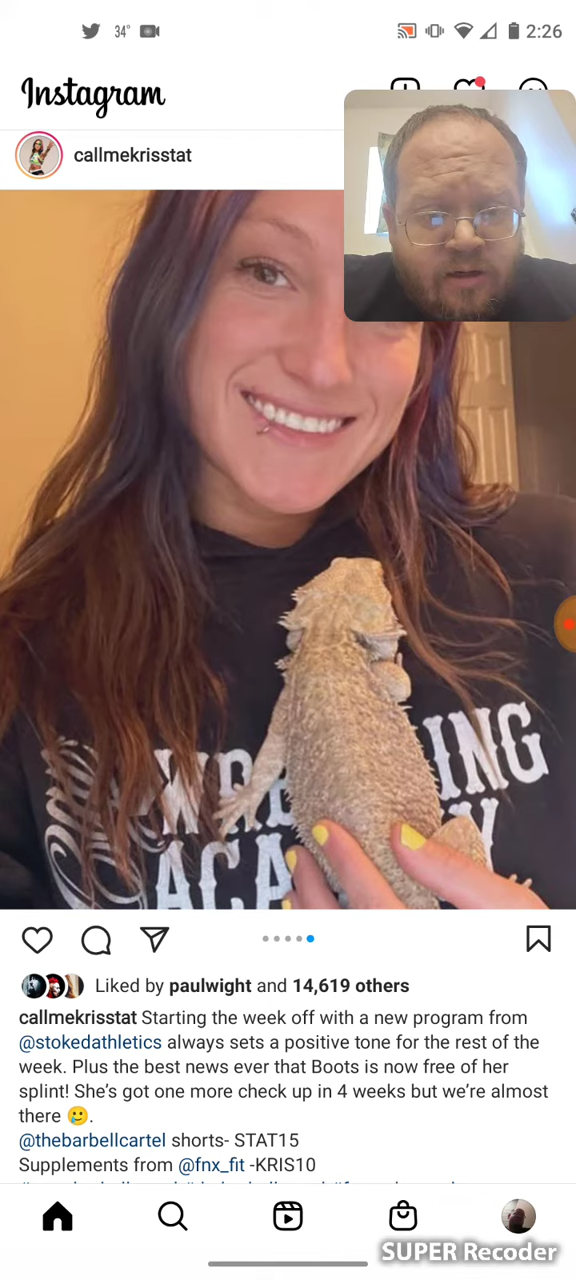 34°
2:26
Instagram
callmekrisstat
ING
ACA
Liked by paulwight and 14,619 others
callmekrisstat Starting the week off with a new program from
@stokedathletics always sets a positive tone for the rest of the
week. Plus the best news ever that Boots is now free of her
splint! She's got one more check up in 4 weeks but we're almost
there 🥲.
@thebarbellcartel shorts- STAT15
Supplements from @fnx_fit -KRIS10
SUPER Recoder